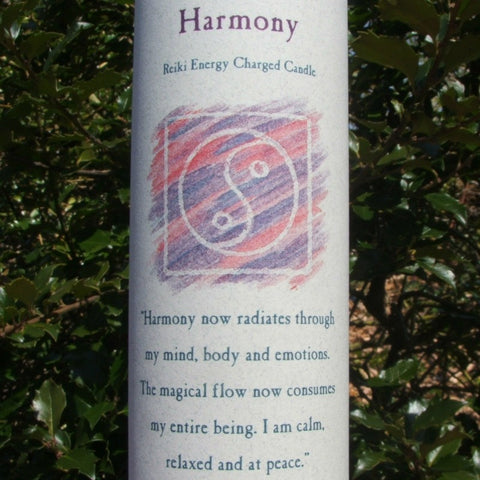 Harmony
Reiki Energy Charged Candle
"Harmony now radiates through
my mind, body and emotions.
The magical flow now consumes
my entire being. I am calm,
relaxed and at peace."